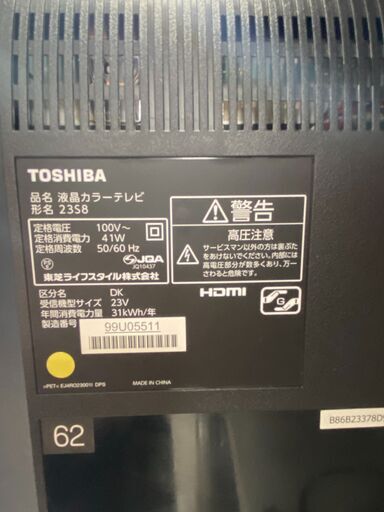 TOSHIBA
品名 液晶カラーテレビ
形名 23S8
定格電圧 100V～
定格消費電力 41W
定格周波数 50/60 Hz
JQA
JQ10437
東芝ライフスタイル株式会社
警告
高圧注意
サービスマン以外の方は裏ぶたをあけないでください。内部には高電圧部分が数多くあり、万一さわると危険です。
区分名 DK
受信機型サイズ 23V
年間消費電力量 31kWh/年
製造番号
99U05511
HDMI
G
>PET< EJ4RO23001I DPS
MADE IN CHINA
62
B86B23378D